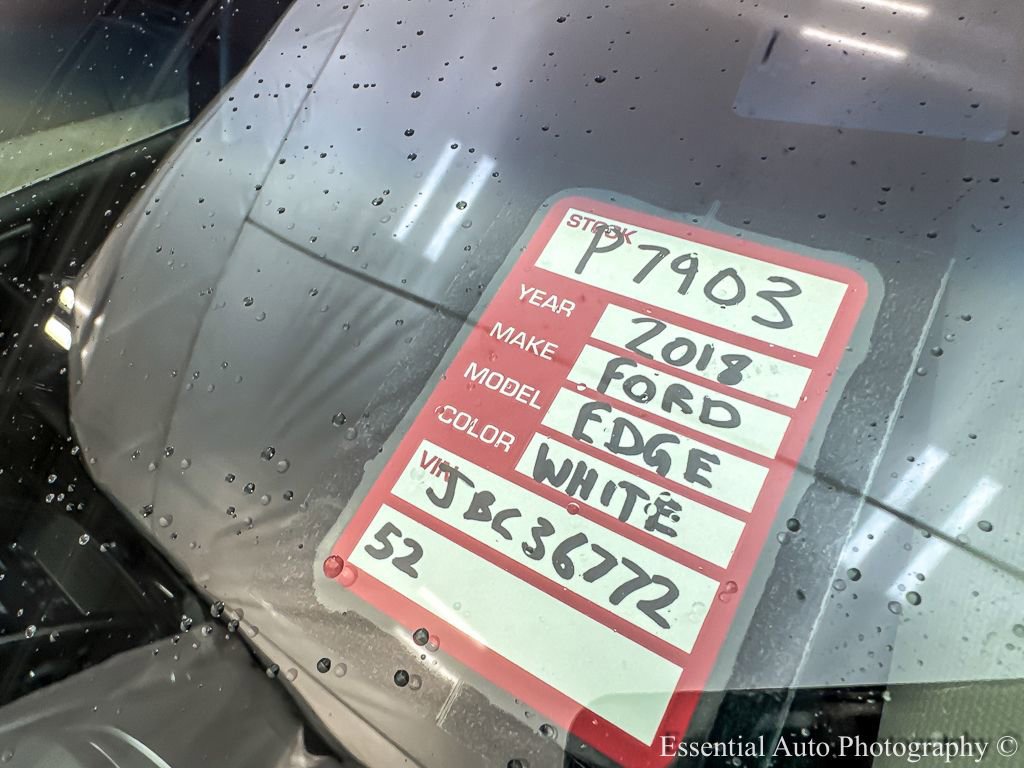 STOCK P7903
YEAR 2018
MAKE FORD
MODEL EDGE
COLOR WHITE
VIN JBC36772
52
Essential Auto Photography ©